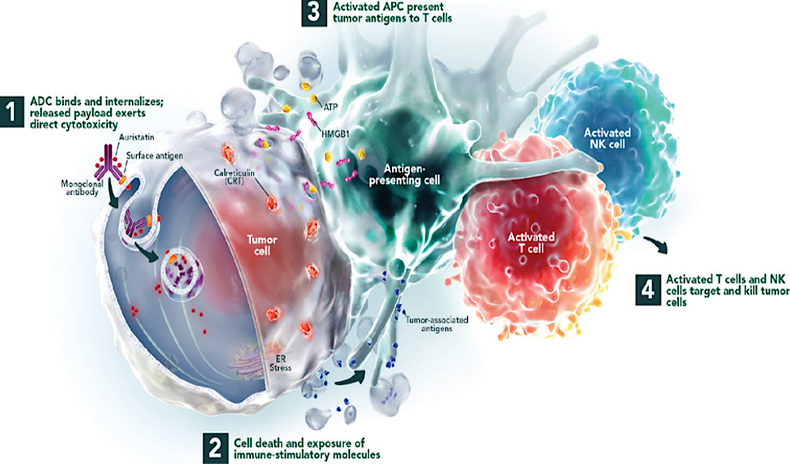 3
Activated APC present
tumor antigens to T cells
1
ADC binds and internalizes;
released payload exerts
direct cytotoxicity
Auristatin
Surface antigen
Monoclonal
antibody
ATP
HMGB1
Calreticulin
(CRT)
Antigen-
presenting cell
Activated
NK cell
Tumor
cell
Activated
T cell
4
Activated T cells and NK
cells target and kill tumor
cells
Tumor-associated
antigens
ER
Stress
2
Cell death and exposure of
immune-stimulatory molecules